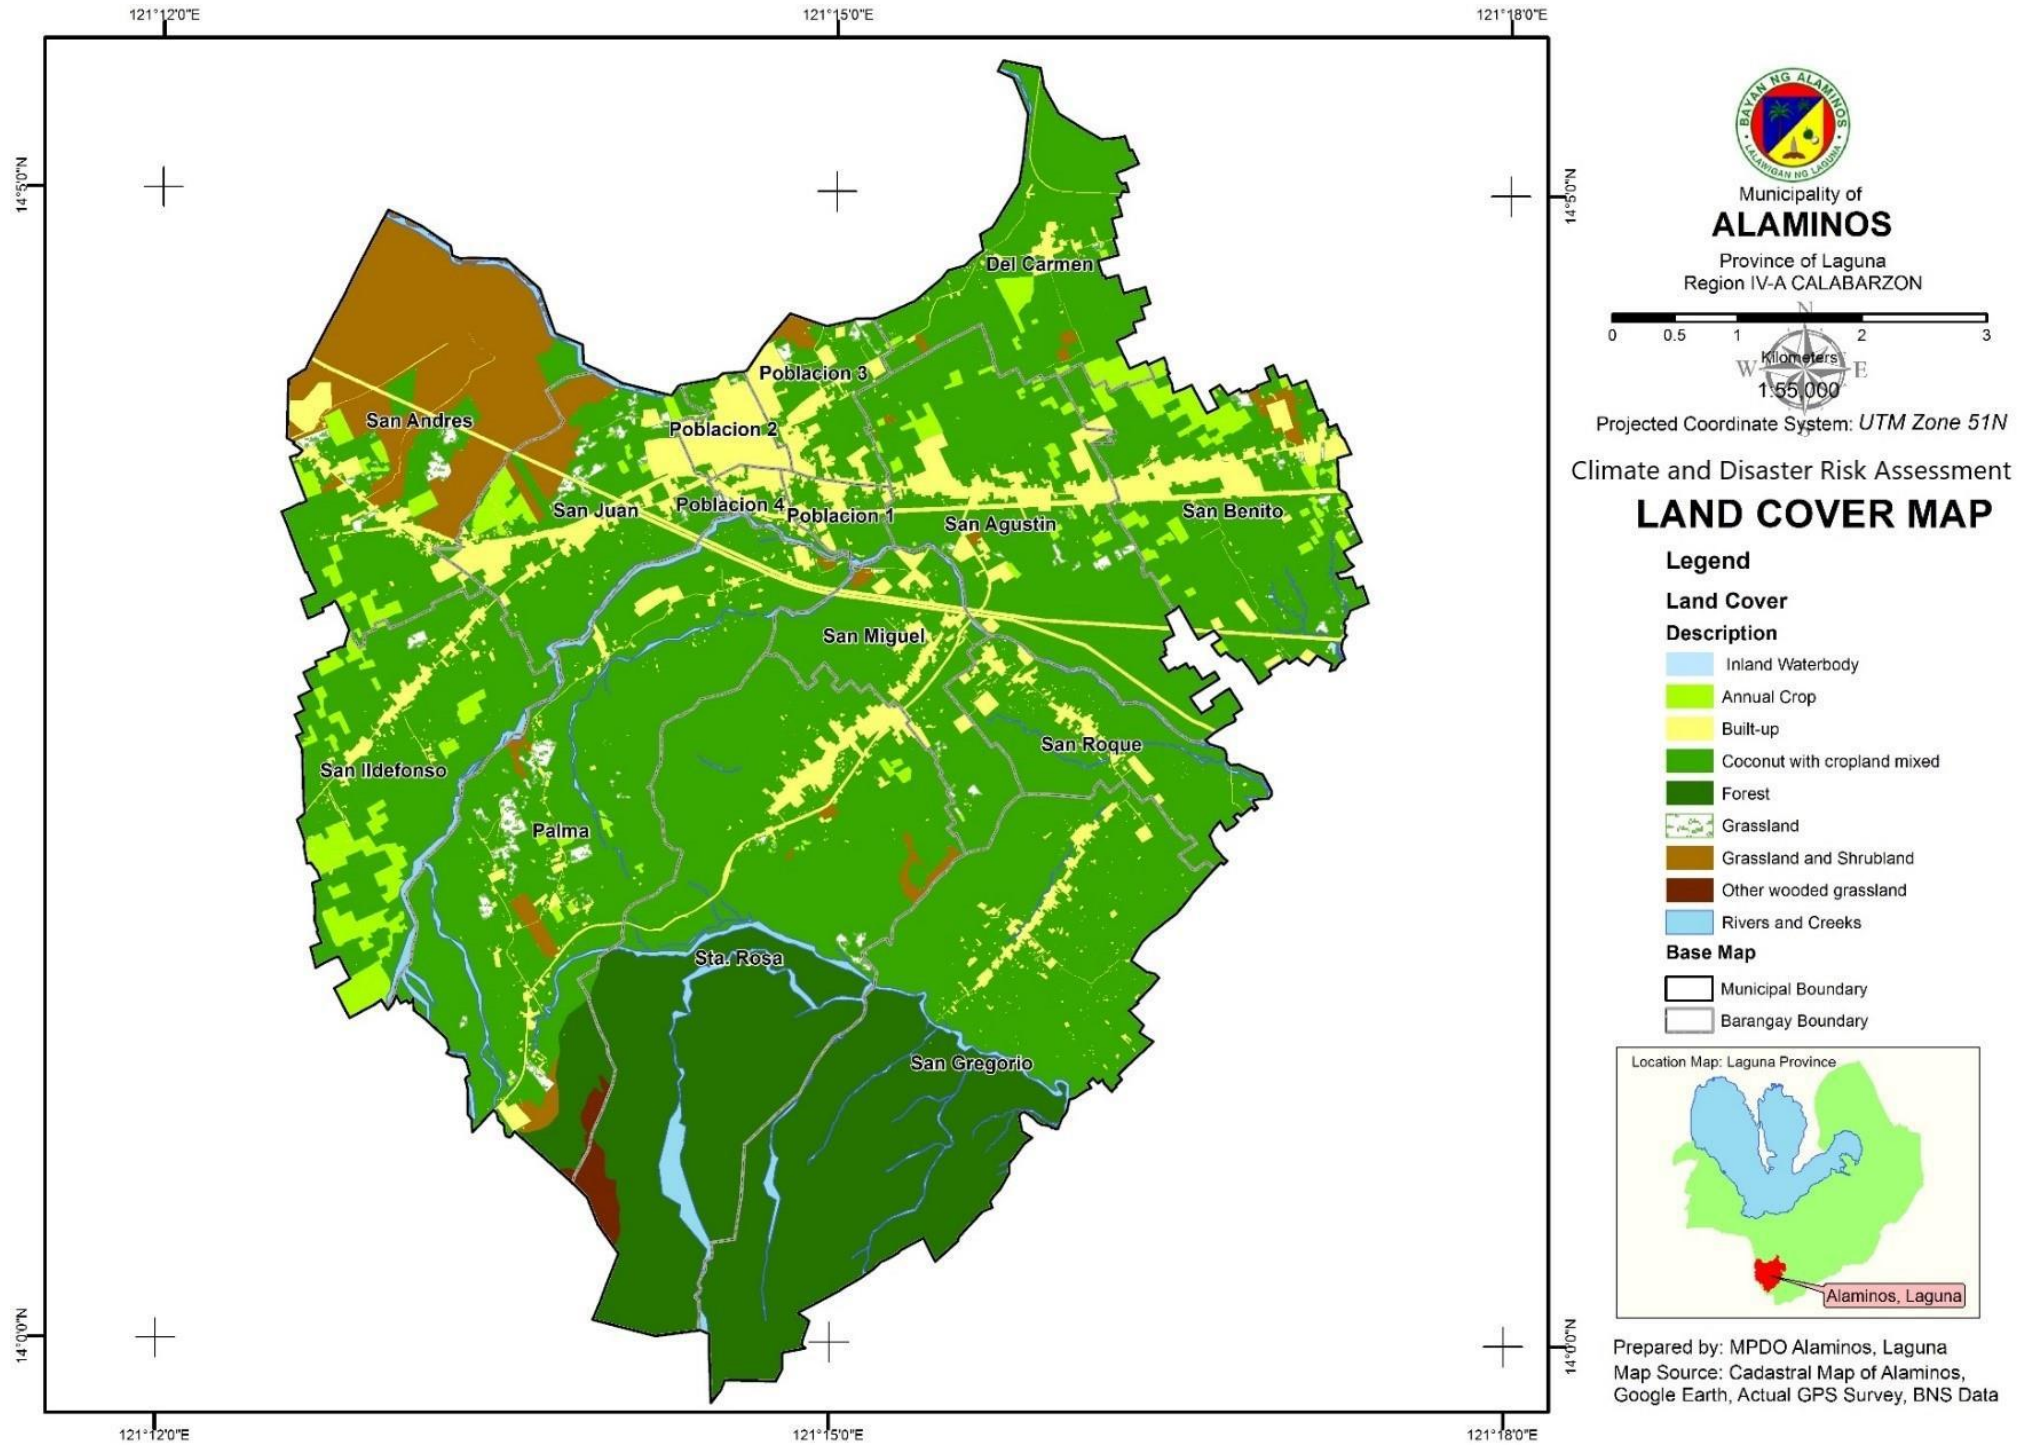 121°12'0"E
121°15'0"E
121°18'0"E
14°5'0"N
14°5'0"N
Del Carmen
Poblacion 3
San Andres
Poblacion 2
San Juan
Poblacion 4
Poblacion 1
San Agustin
San Benito
San Miguel
San Roque
San Ildefonso
Palma
Sta. Rosa
San Gregorio
14°0'0"N
14°0'0"N
121°12'0"E
121°15'0"E
121°18'0"E
BAYAN NG ALAMINOS
LALAWIGAN NG LAGUNA
Municipality of
ALAMINOS
Province of Laguna
Region IV-A CALABARZON
N
0 0.5 1 2 3
Kilometers
W E
1:55,000
S
Projected Coordinate System: UTM Zone 51N
Climate and Disaster Risk Assessment
LAND COVER MAP
Legend
Land Cover
Description
Inland Waterbody
Annual Crop
Built-up
Coconut with cropland mixed
Forest
Grassland
Grassland and Shrubland
Other wooded grassland
Rivers and Creeks
Base Map
Municipal Boundary
Barangay Boundary
Location Map: Laguna Province
Alaminos, Laguna
Prepared by: MPDO Alaminos, Laguna
Map Source: Cadastral Map of Alaminos,
Google Earth, Actual GPS Survey, BNS Data